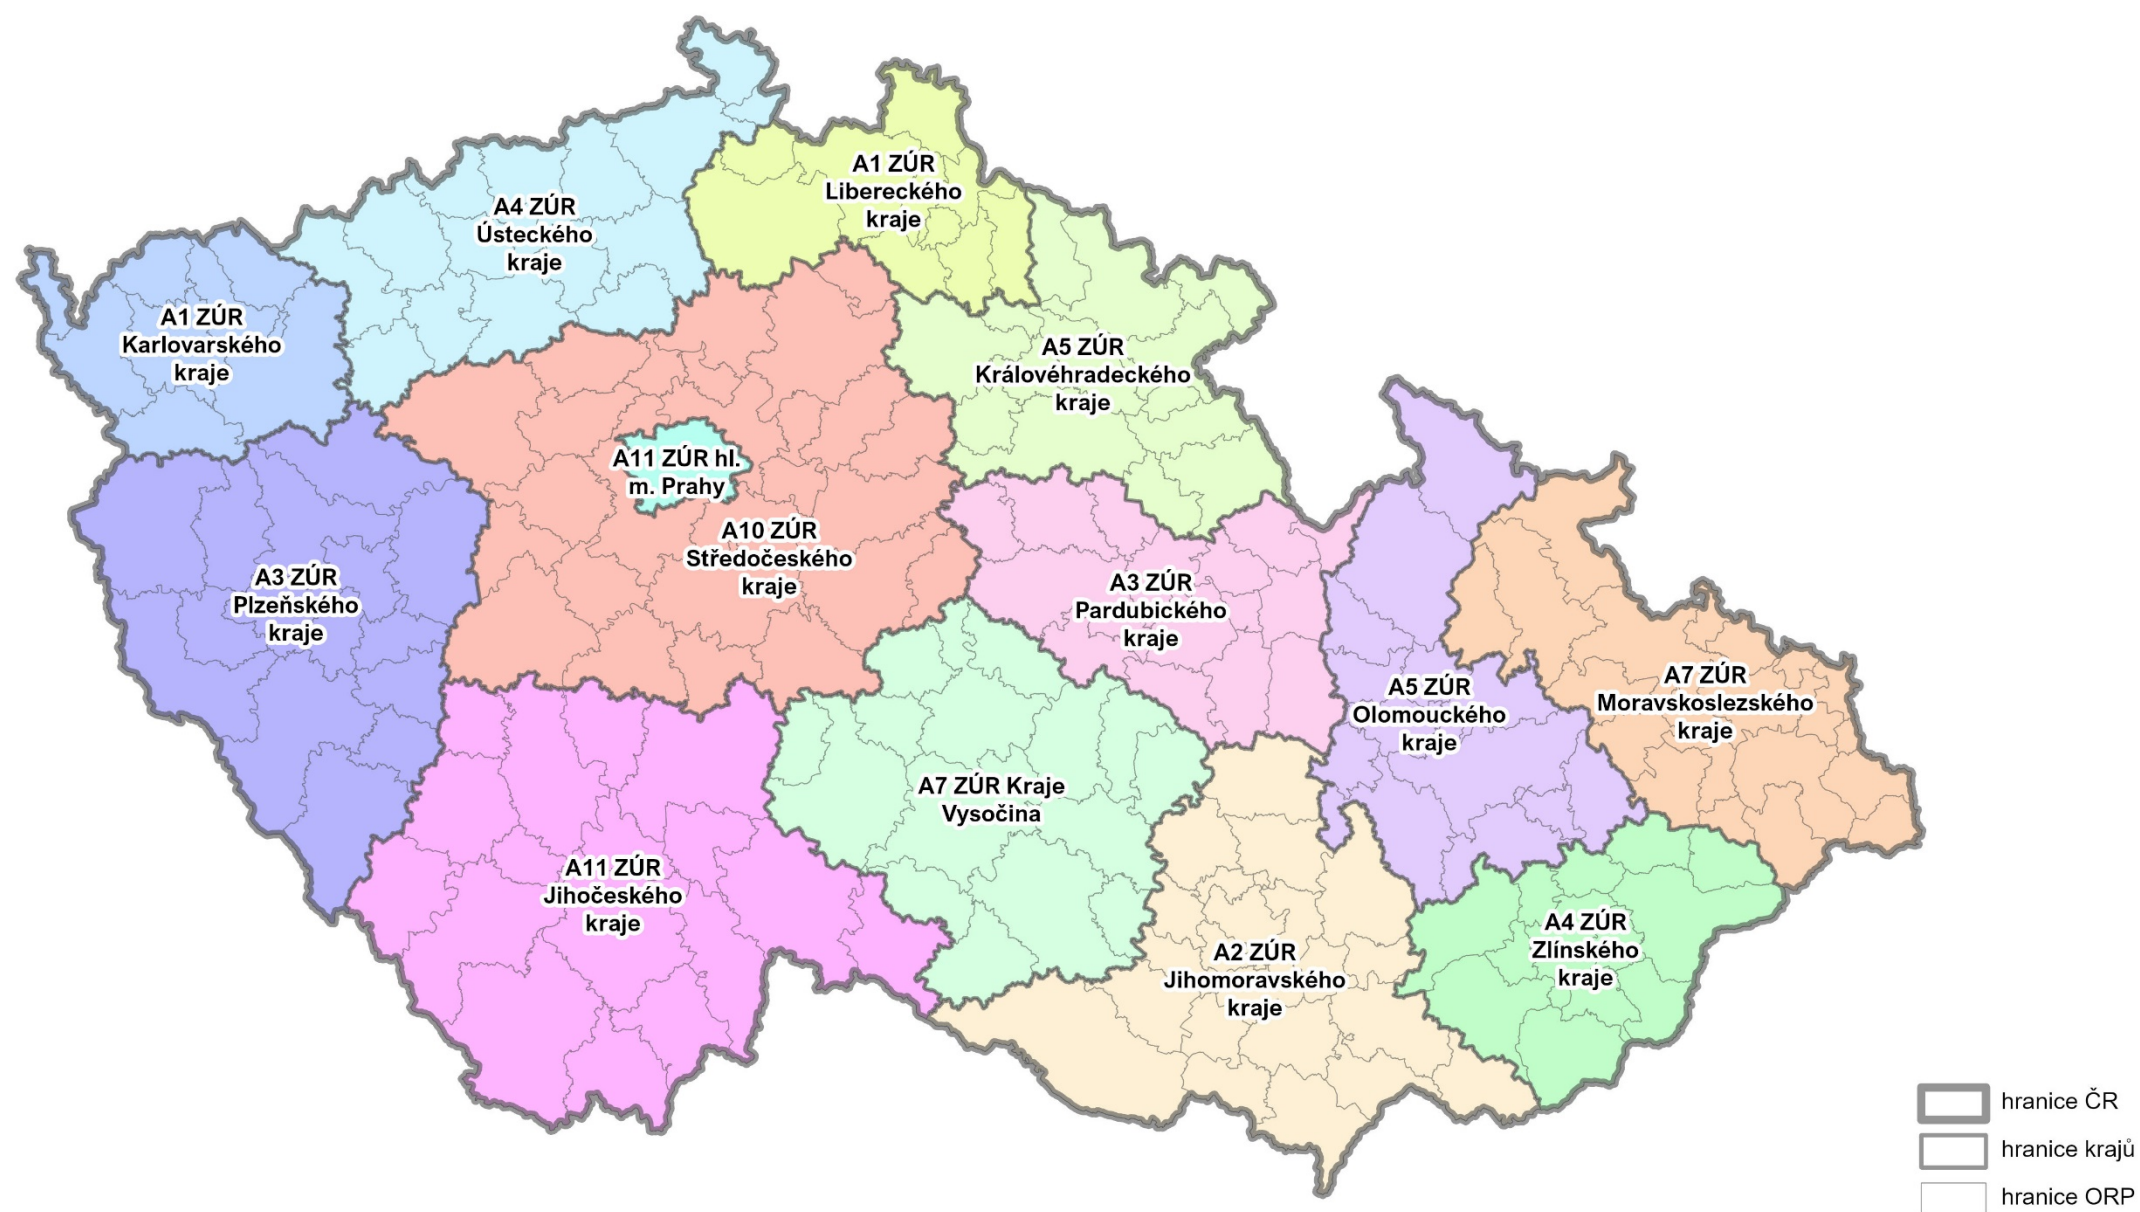 A1 ZÚR
Libereckého
kraje
A4 ZÚR
Ústeckého
kraje
A1 ZÚR
Karlovarského
kraje
A5 ZÚR
Královéhradeckého
kraje
A11 ZÚR hl.
m. Prahy
A10 ZÚR
Středočeského
kraje
A3 ZÚR
Plzeňského
kraje
A3 ZÚR
Pardubického
kraje
A5 ZÚR
Olomouckého
kraje
A7 ZÚR
Moravskoslezského
kraje
A7 ZÚR Kraje
Vysočina
A11 ZÚR
Jihočeského
kraje
A2 ZÚR
Jihomoravského
kraje
A4 ZÚR
Zlínského
kraje
hranice ČR
hranice krajů
hranice ORP